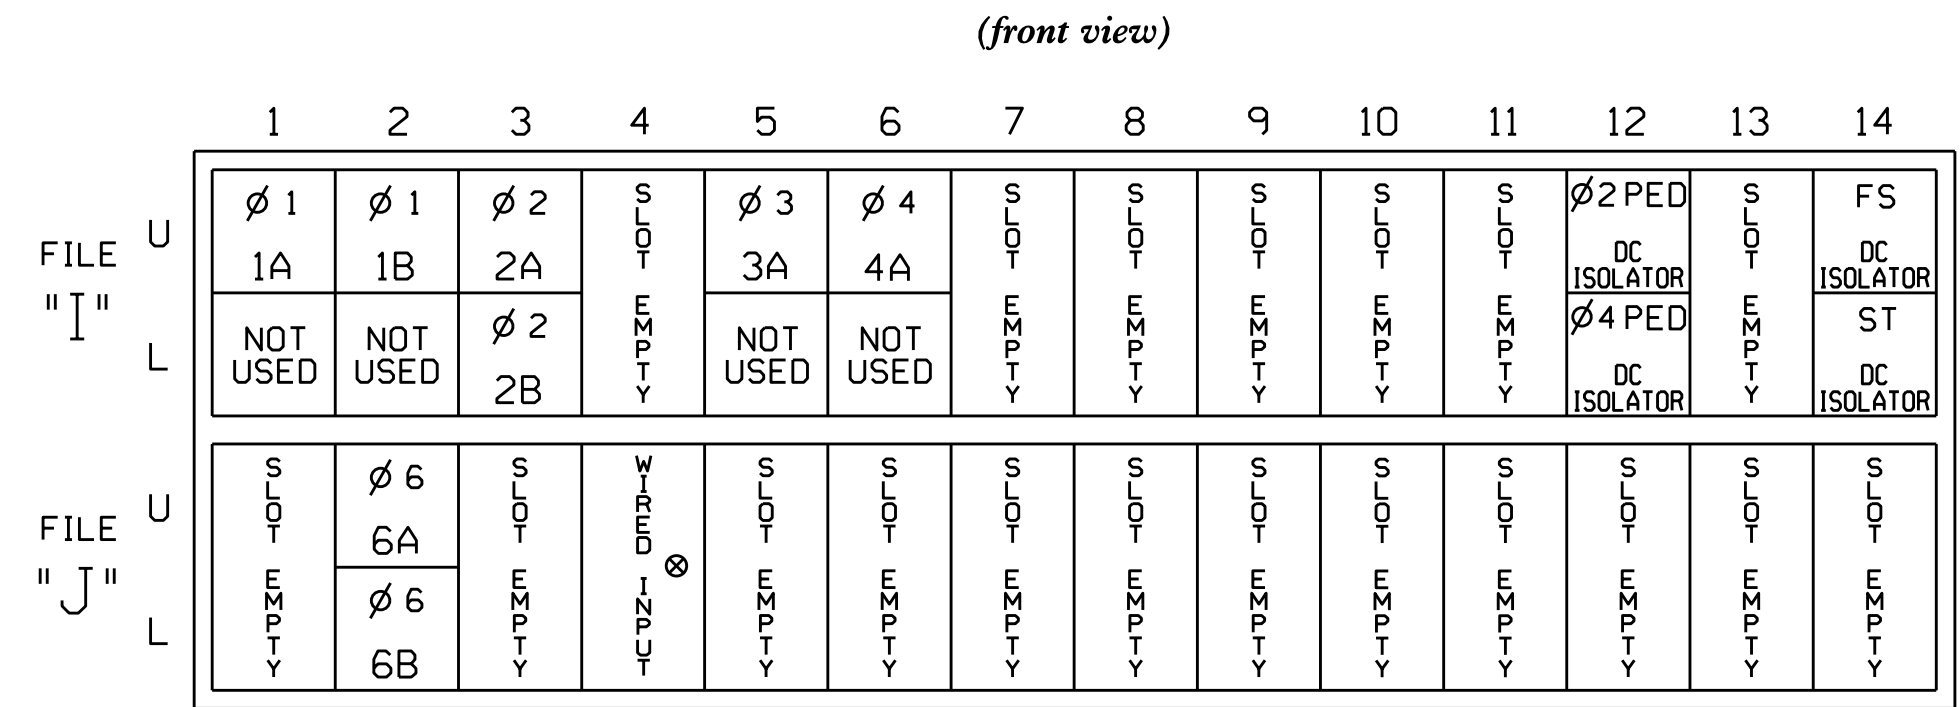 (front view)
1 2 3 4 5 6 7 8 9 10 11 12 13 14
FILE "I"
U
L
Ø 1
1A
NOT
USED
Ø 1
1B
NOT
USED
Ø 2
2A
Ø 2
2B
SLOT EMPTY
Ø 3
3A
NOT
USED
Ø 4
4A
NOT
USED
SLOT EMPTY
SLOT EMPTY
SLOT EMPTY
SLOT EMPTY
SLOT EMPTY
Ø2 PED
DC
ISOLATOR
Ø4 PED
DC
ISOLATOR
SLOT EMPTY
FS
DC
ISOLATOR
ST
DC
ISOLATOR
FILE "J"
U
L
SLOT EMPTY
Ø 6
6A
Ø 6
6B
SLOT EMPTY
WIRED INPUT
⊗
SLOT EMPTY
SLOT EMPTY
SLOT EMPTY
SLOT EMPTY
SLOT EMPTY
SLOT EMPTY
SLOT EMPTY
SLOT EMPTY
SLOT EMPTY
SLOT EMPTY